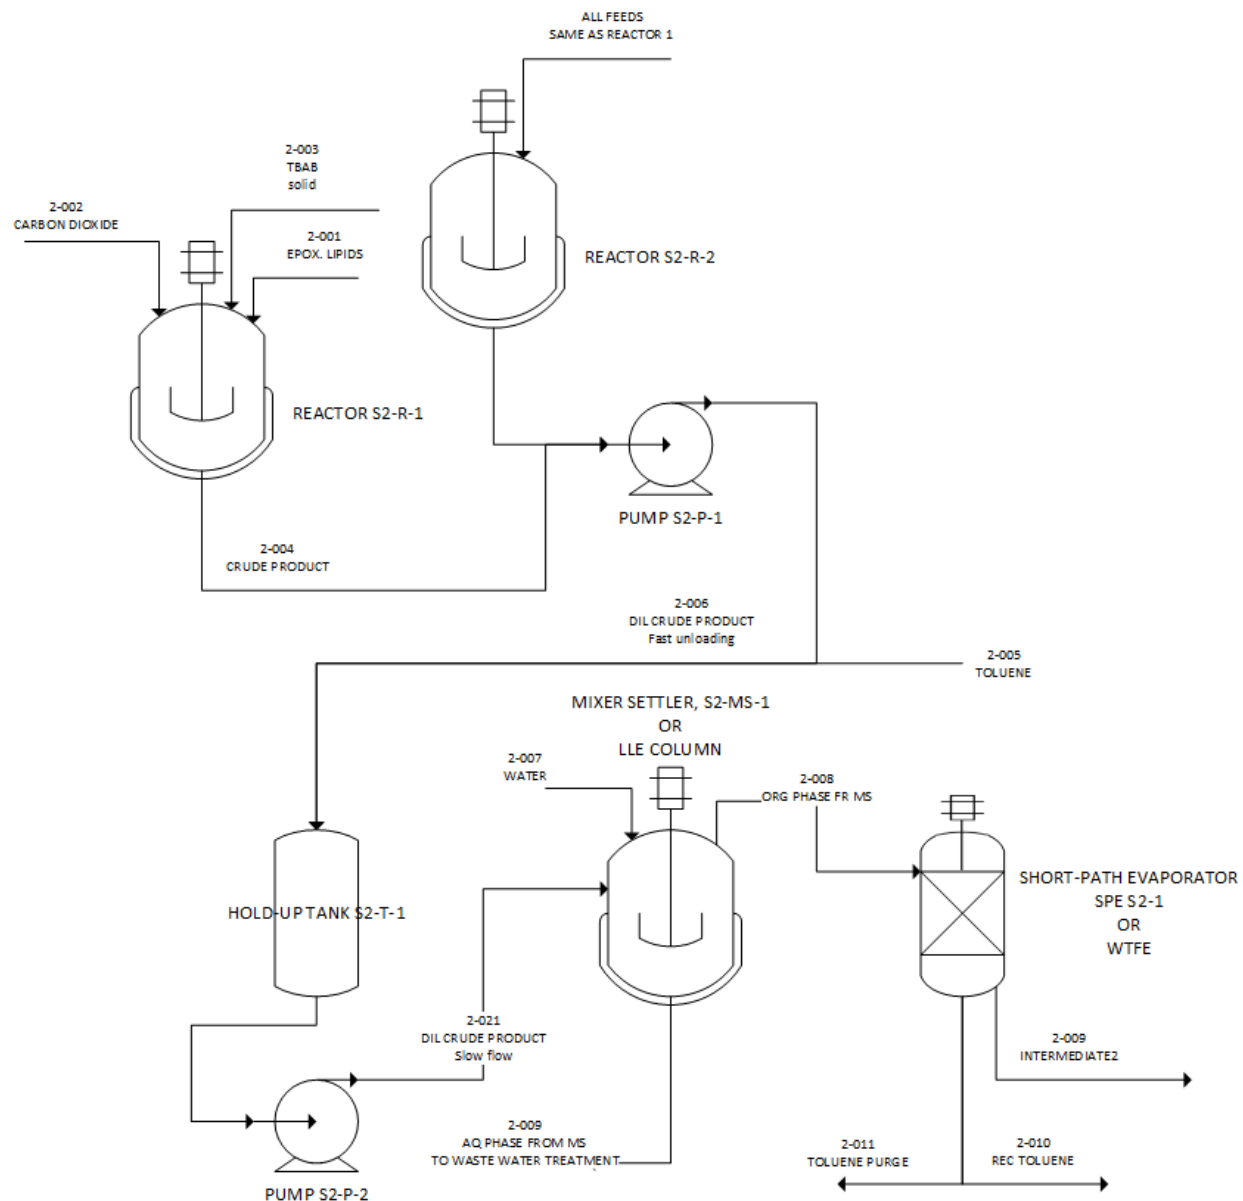 ALL FEEDS
SAME AS REACTOR 1
2-003
TBAB
solid
2-002
CARBON DIOXIDE
2-001
EPOX. LIPIDS
REACTOR S2-R-2
REACTOR S2-R-1
PUMP S2-P-1
2-004
CRUDE PRODUCT
2-006
DIL CRUDE PRODUCT
Fast unloading
2-005
TOLUENE
MIXER SETTLER, S2-MS-1
OR
LLE COLUMN
2-007
WATER
2-008
ORG PHASE FR MS
SHORT-PATH EVAPORATOR
SPE S2-1
OR
WTFE
HOLD-UP TANK S2-T-1
2-021
DIL CRUDE PRODUCT
Slow flow
2-009
INTERMEDIATE2
2-009
AQ PHASE FROM MS
TO WASTE WATER TREATMENT
2-011
TOLUENE PURGE
2-010
REC TOLUENE
PUMP S2-P-2